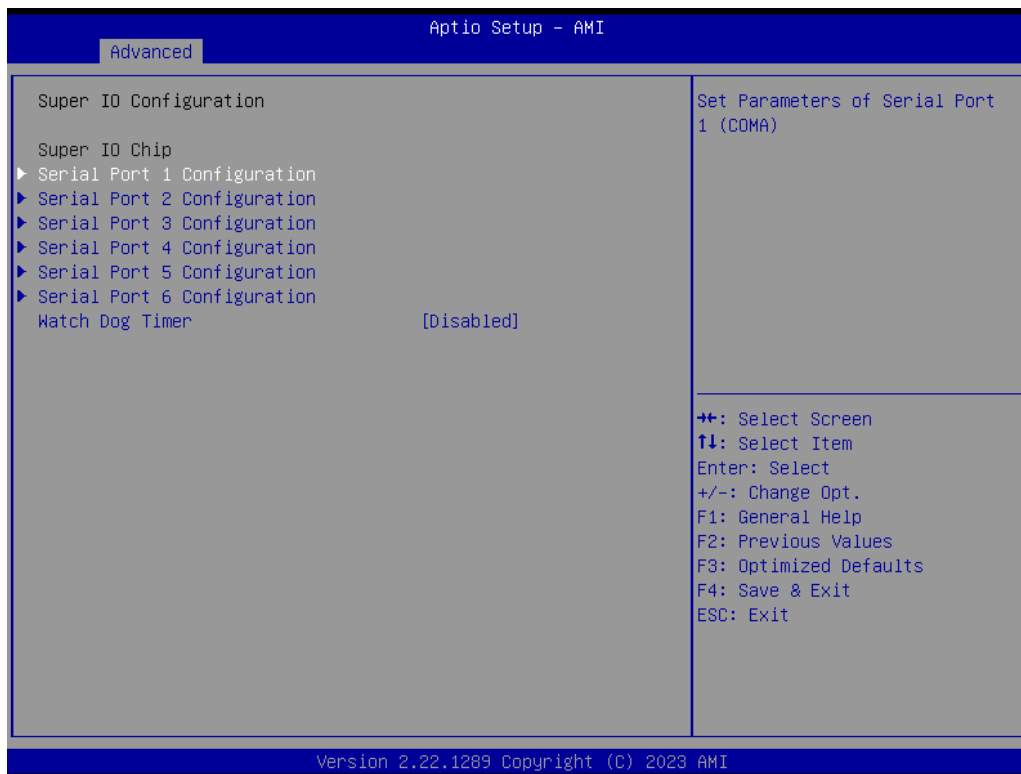 Aptio Setup - AMI
Advanced
Super IO Configuration
Super IO Chip
► Serial Port 1 Configuration
► Serial Port 2 Configuration
► Serial Port 3 Configuration
► Serial Port 4 Configuration
► Serial Port 5 Configuration
► Serial Port 6 Configuration
Watch Dog Timer [Disabled]
Set Parameters of Serial Port
1 (COMA)
→←: Select Screen
↑↓: Select Item
Enter: Select
+/-: Change Opt.
F1: General Help
F2: Previous Values
F3: Optimized Defaults
F4: Save & Exit
ESC: Exit
Version 2.22.1289 Copyright (C) 2023 AMI